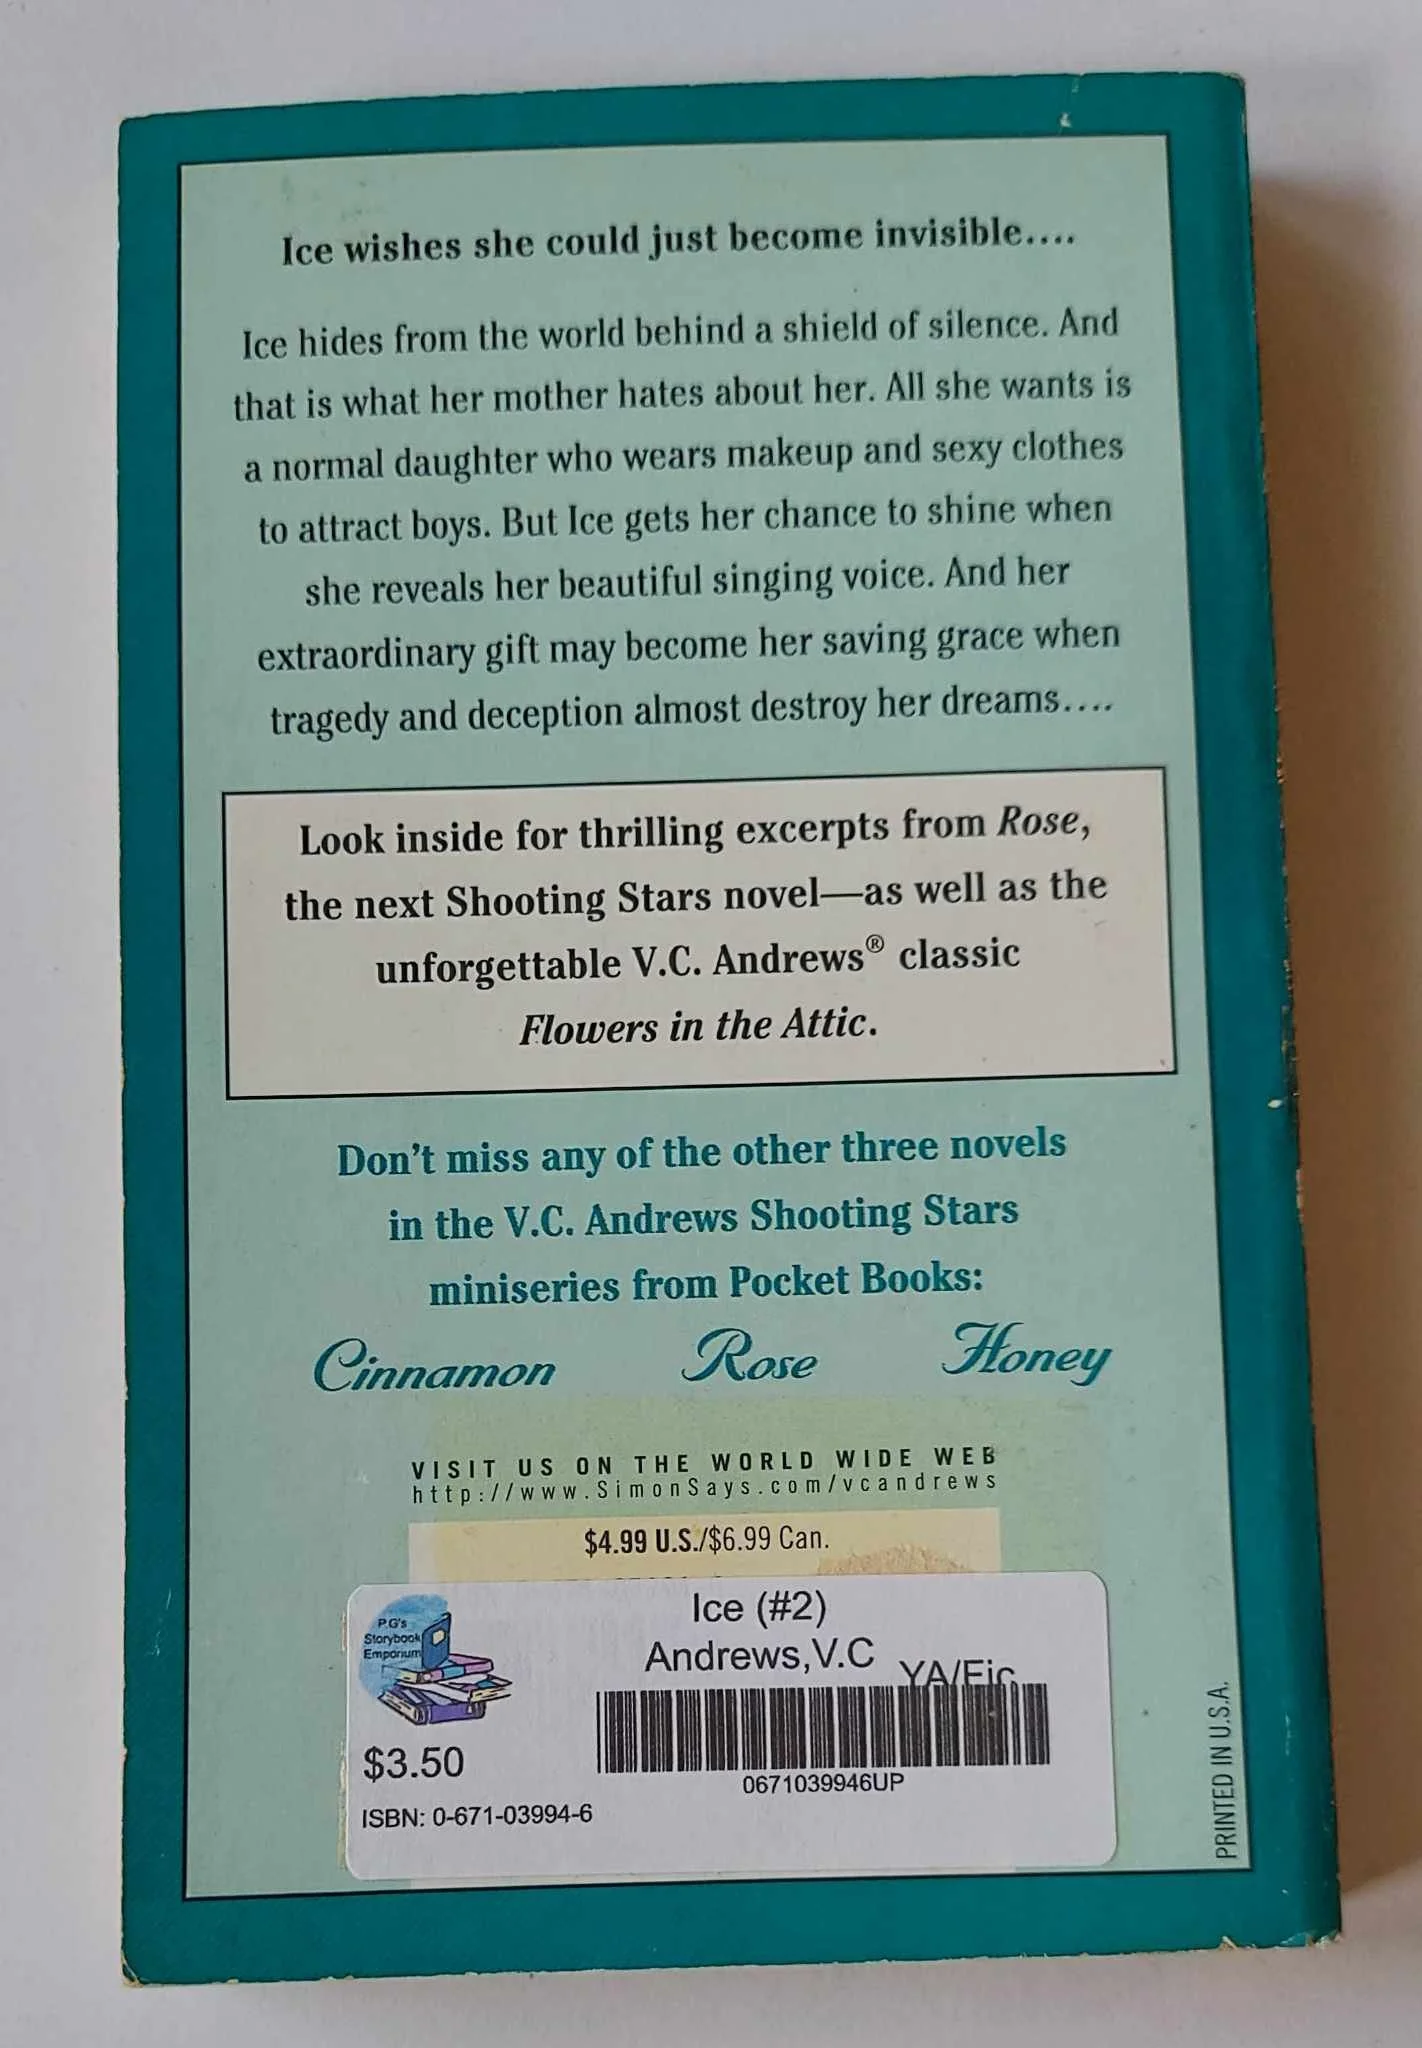 Ice wishes she could just become invisible....
Ice hides from the world behind a shield of silence. And
that is what her mother hates about her. All she wants is
a normal daughter who wears makeup and sexy clothes
to attract boys. But Ice gets her chance to shine when
she reveals her beautiful singing voice. And her
extraordinary gift may become her saving grace when
tragedy and deception almost destroy her dreams....
Look inside for thrilling excerpts from Rose,
the next Shooting Stars novel—as well as the
unforgettable V.C. Andrews® classic
Flowers in the Attic.
Don't miss any of the other three novels
in the V.C. Andrews Shooting Stars
miniseries from Pocket Books:
Cinnamon Rose Honey
VISIT US ON THE WORLD WIDE WEB
http://www.SimonSays.com/vcandrews
$4.99 U.S./$6.99 Can.
P.G's
Storybook
Emporium
Ice (#2)
Andrews,V.C
YA/Fic
$3.50
0671039946UP
ISBN: 0-671-03994-6
PRINTED IN U.S.A.